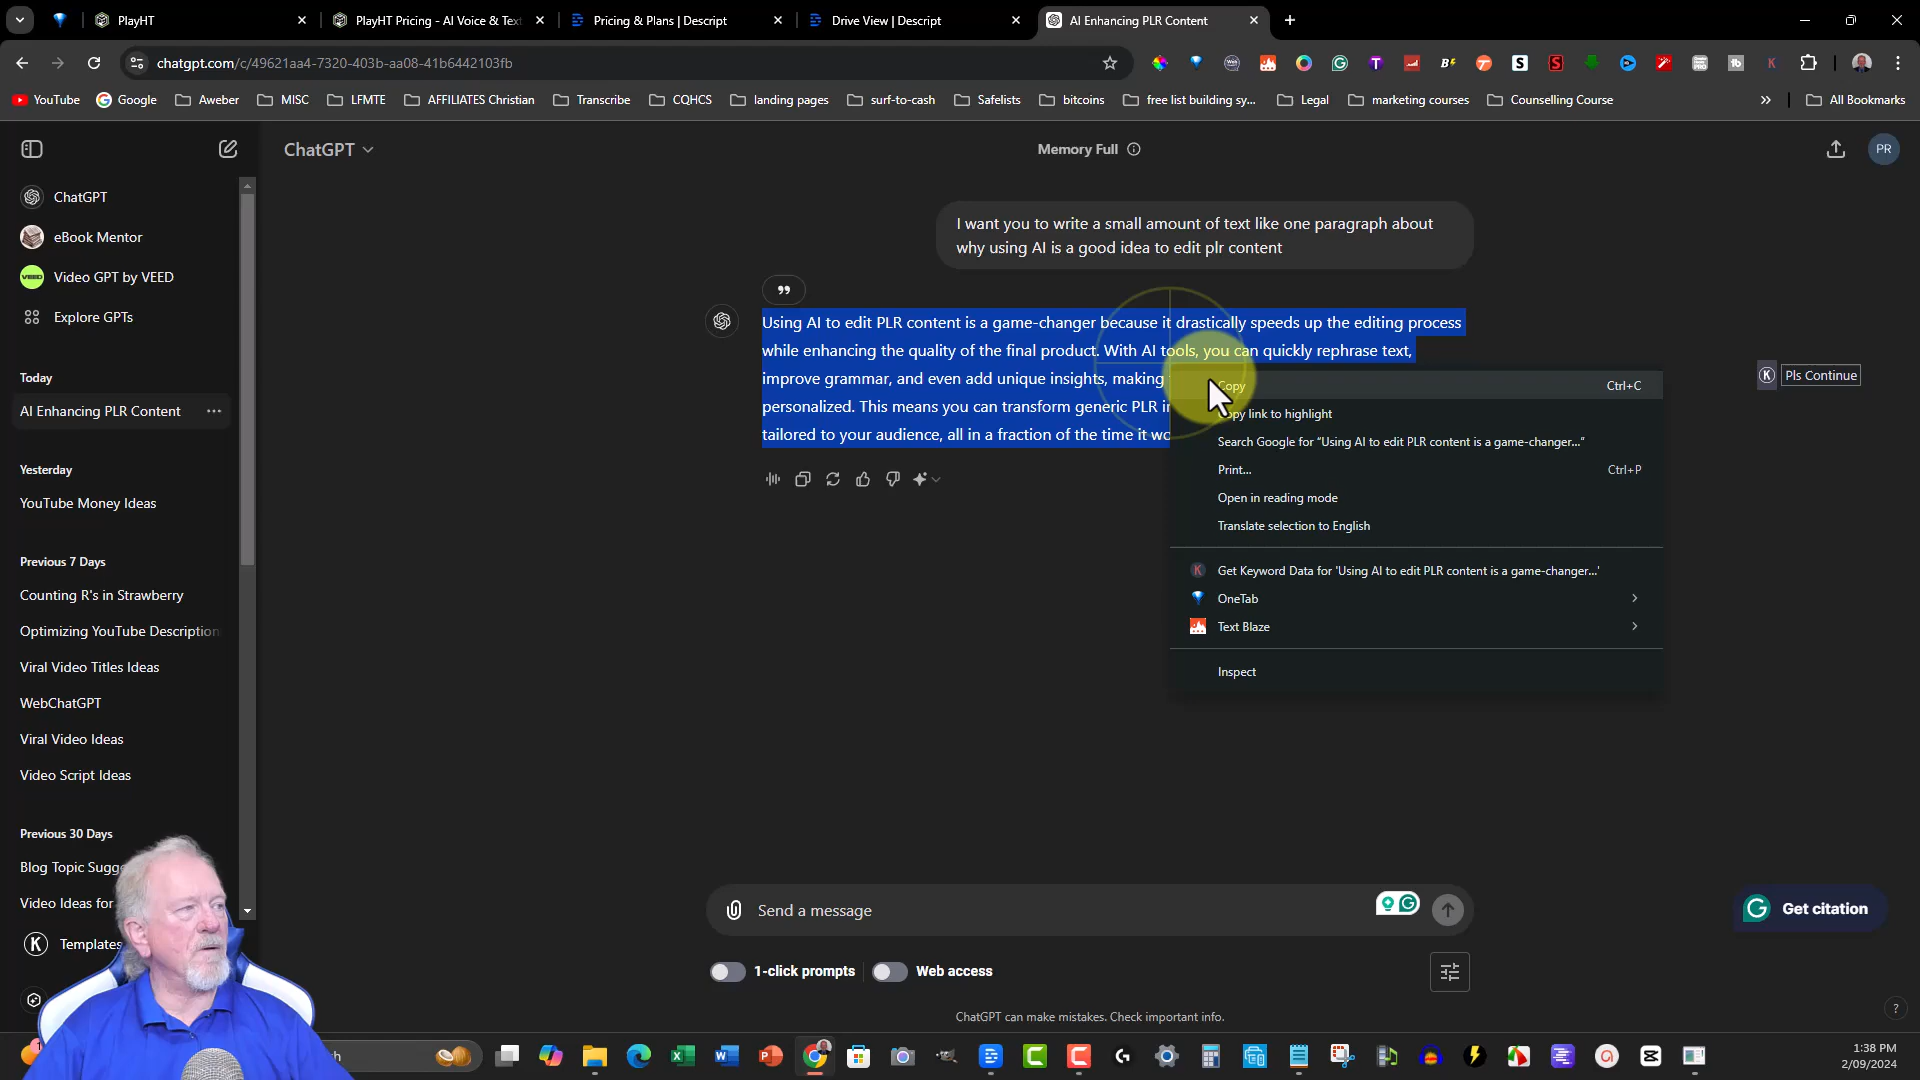 PlayHT
PlayHT Pricing - AI Voice & Text
Pricing & Plans | Descript
Drive View | Descript
AI Enhancing PLR Content
chatgpt.com/c/49621aa4-7320-403b-aa08-41b6442103fb
YouTube
Google
Aweber
MISC
LFMTE
AFFILIATES Christian
Transcribe
CQHCS
landing pages
surf-to-cash
Safelists
bitcoins
free list building sy...
Legal
marketing courses
Counselling Course
All Bookmarks
ChatGPT
Memory Full
PR
ChatGPT
eBook Mentor
Video GPT by VEED
Explore GPTs
Today
AI Enhancing PLR Content
Yesterday
YouTube Money Ideas
Previous 7 Days
Counting R's in Strawberry
Optimizing YouTube Description
Viral Video Titles Ideas
WebChatGPT
Viral Video Ideas
Video Script Ideas
Previous 30 Days
Blog Topic Sugg
Video Ideas for
Templates
I want you to write a small amount of text like one paragraph about
why using AI is a good idea to edit plr content
Using AI to edit PLR content is a game-changer because it drastically speeds up the editing process
while enhancing the quality of the final product. With AI tools, you can quickly rephrase text,
improve grammar, and even add unique insights, making
personalized. This means you can transform generic PLR in
tailored to your audience, all in a fraction of the time it wo
Copy Ctrl+C
Copy link to highlight
Search Google for "Using AI to edit PLR content is a game-changer..."
Print... Ctrl+P
Open in reading mode
Translate selection to English
Get Keyword Data for 'Using AI to edit PLR content is a game-changer...'
OneTab
Text Blaze
Inspect
Pls Continue
Send a message
Get citation
1-click prompts
Web access
ChatGPT can make mistakes. Check important info.
1:38 PM
2/09/2024